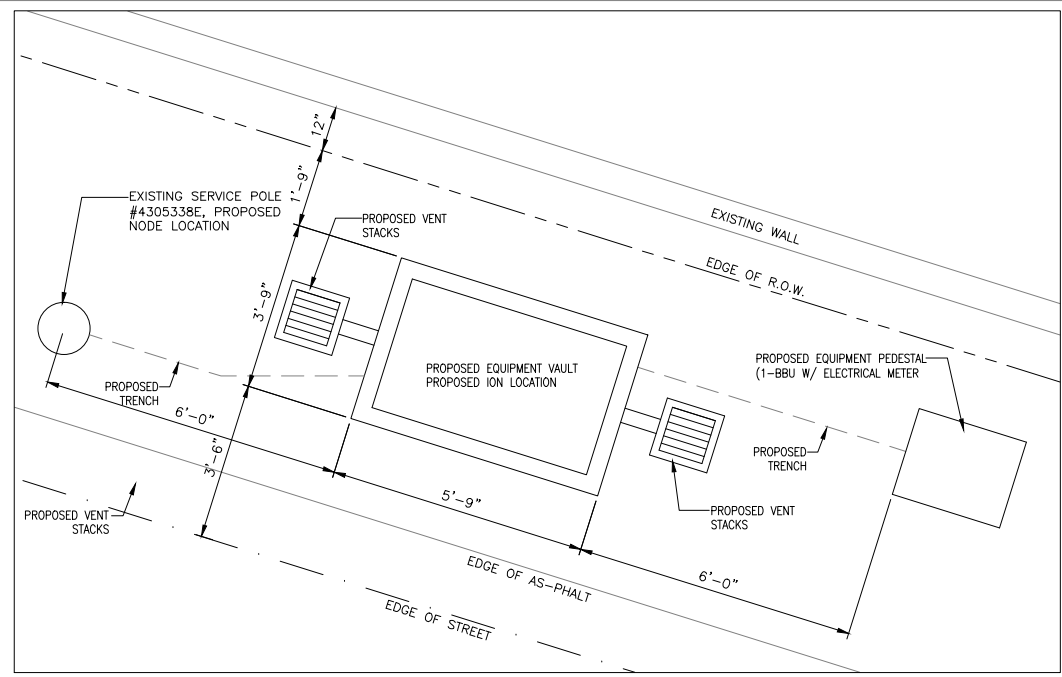 12"
1'-9"
EXISTING SERVICE POLE
#4305338E, PROPOSED
NODE LOCATION
PROPOSED VENT
STACKS
EXISTING WALL
EDGE OF R.O.W.
3'-9"
PROPOSED EQUIPMENT VAULT
PROPOSED ION LOCATION
PROPOSED EQUIPMENT PEDESTAL
(1-BBU W/ ELECTRICAL METER
PROPOSED
TRENCH
6'-0"
3'-6"
PROPOSED
TRENCH
5'-9"
PROPOSED VENT
STACKS
PROPOSED VENT
STACKS
6'-0"
EDGE OF AS-PHALT
EDGE OF STREET